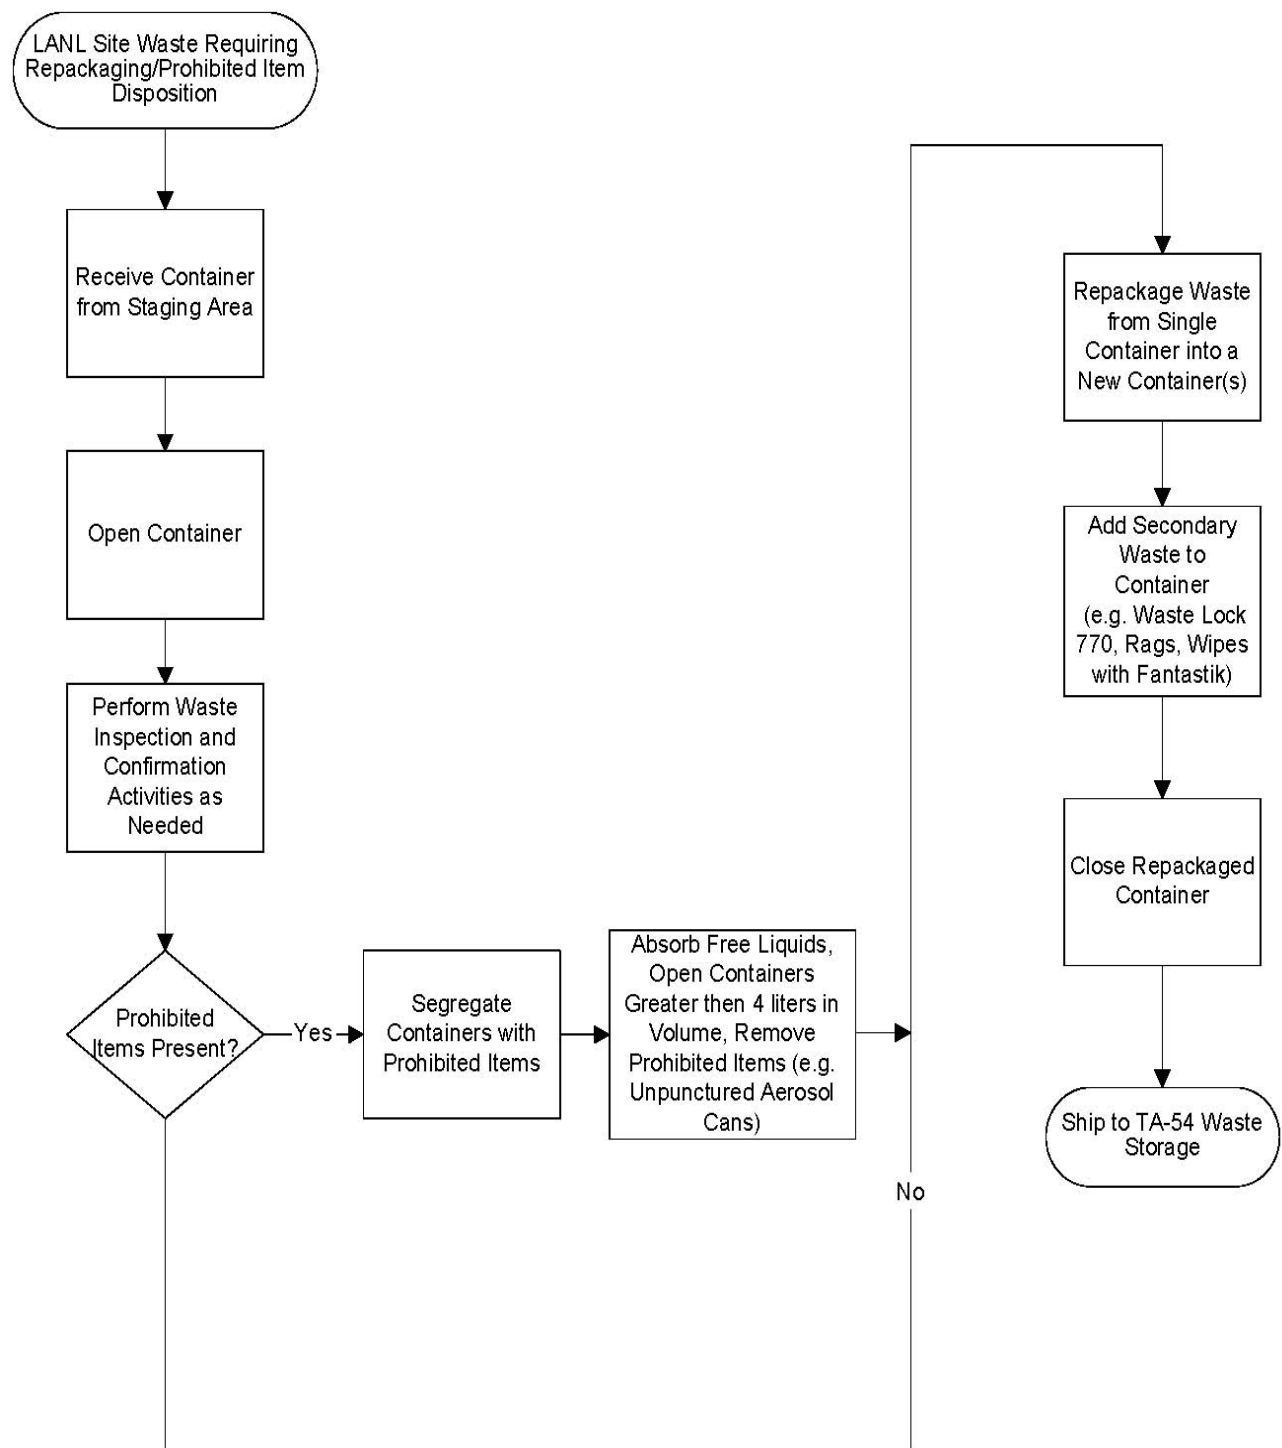 LANL Site Waste Requiring
Repackaging/Prohibited Item
Disposition
Receive Container
from Staging Area
Open Container
Perform Waste
Inspection and
Confirmation
Activities as
Needed
Prohibited
Items Present?
Yes
Segregate
Containers with
Prohibited Items
Absorb Free Liquids,
Open Containers
Greater then 4 liters in
Volume, Remove
Prohibited Items (e.g.
Unpunctured Aerosol
Cans)
No
Repackage Waste
from Single
Container into a
New Container(s)
Add Secondary
Waste to
Container
(e.g. Waste Lock
770, Rags, Wipes
with Fantastik)
Close Repackaged
Container
Ship to TA-54 Waste
Storage